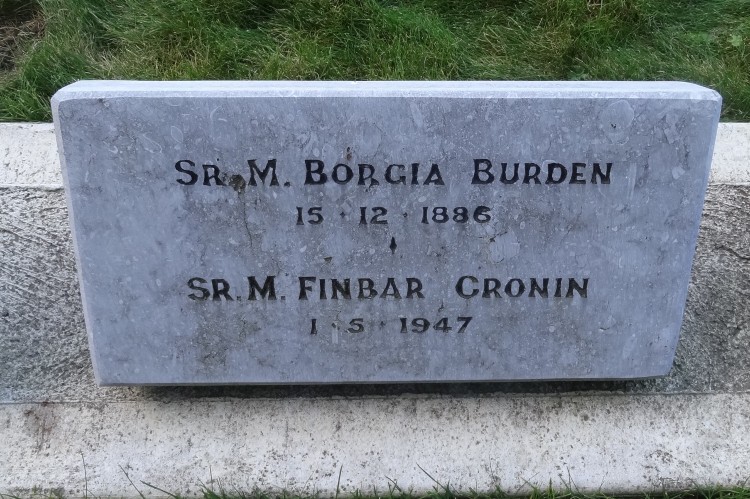 SR. M. BORGIA BURDEN
15 · 12 · 1886
SR. M. FINBAR CRONIN
1 · 5 · 1947